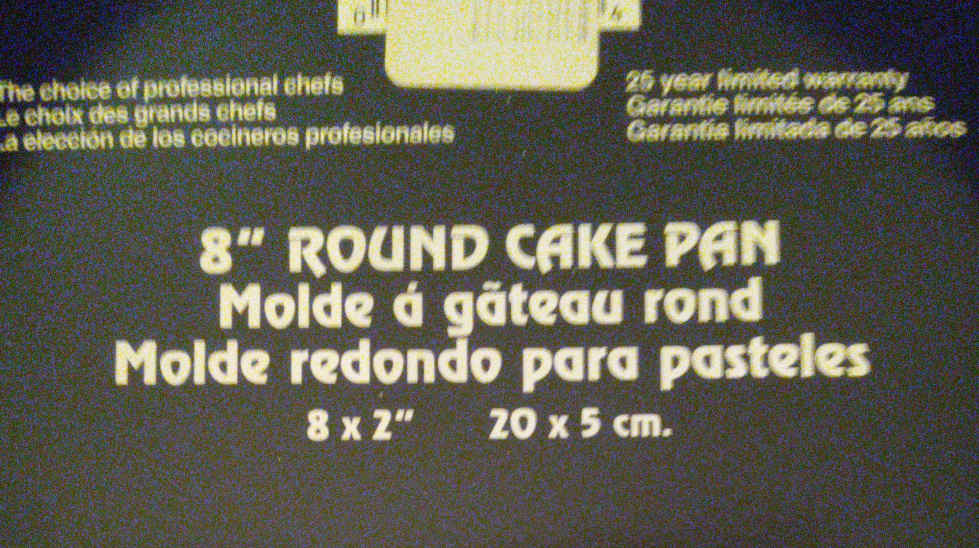 The choice of professional chefs
Le choix des grands chefs
La elección de los cocineros profesionales
25 year limited warranty
Garantie limitée de 25 ans
Garantía limitada de 25 años
8" ROUND CAKE PAN
Molde á gãteau rond
Molde redondo para pasteles
8 x 2" 20 x 5 cm.